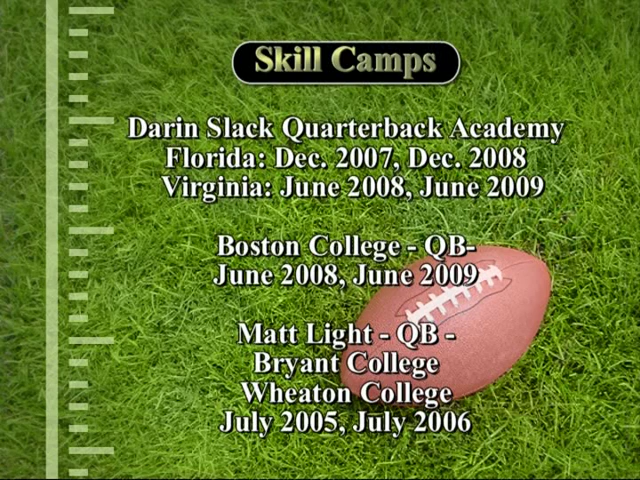 Skill Camps
Darin Slack Quarterback Academy
Florida: Dec. 2007, Dec. 2008
Virginia: June 2008, June 2009
Boston College - QB-
June 2008, June 2009
Matt Light - QB -
Bryant College
Wheaton College
July 2005, July 2006